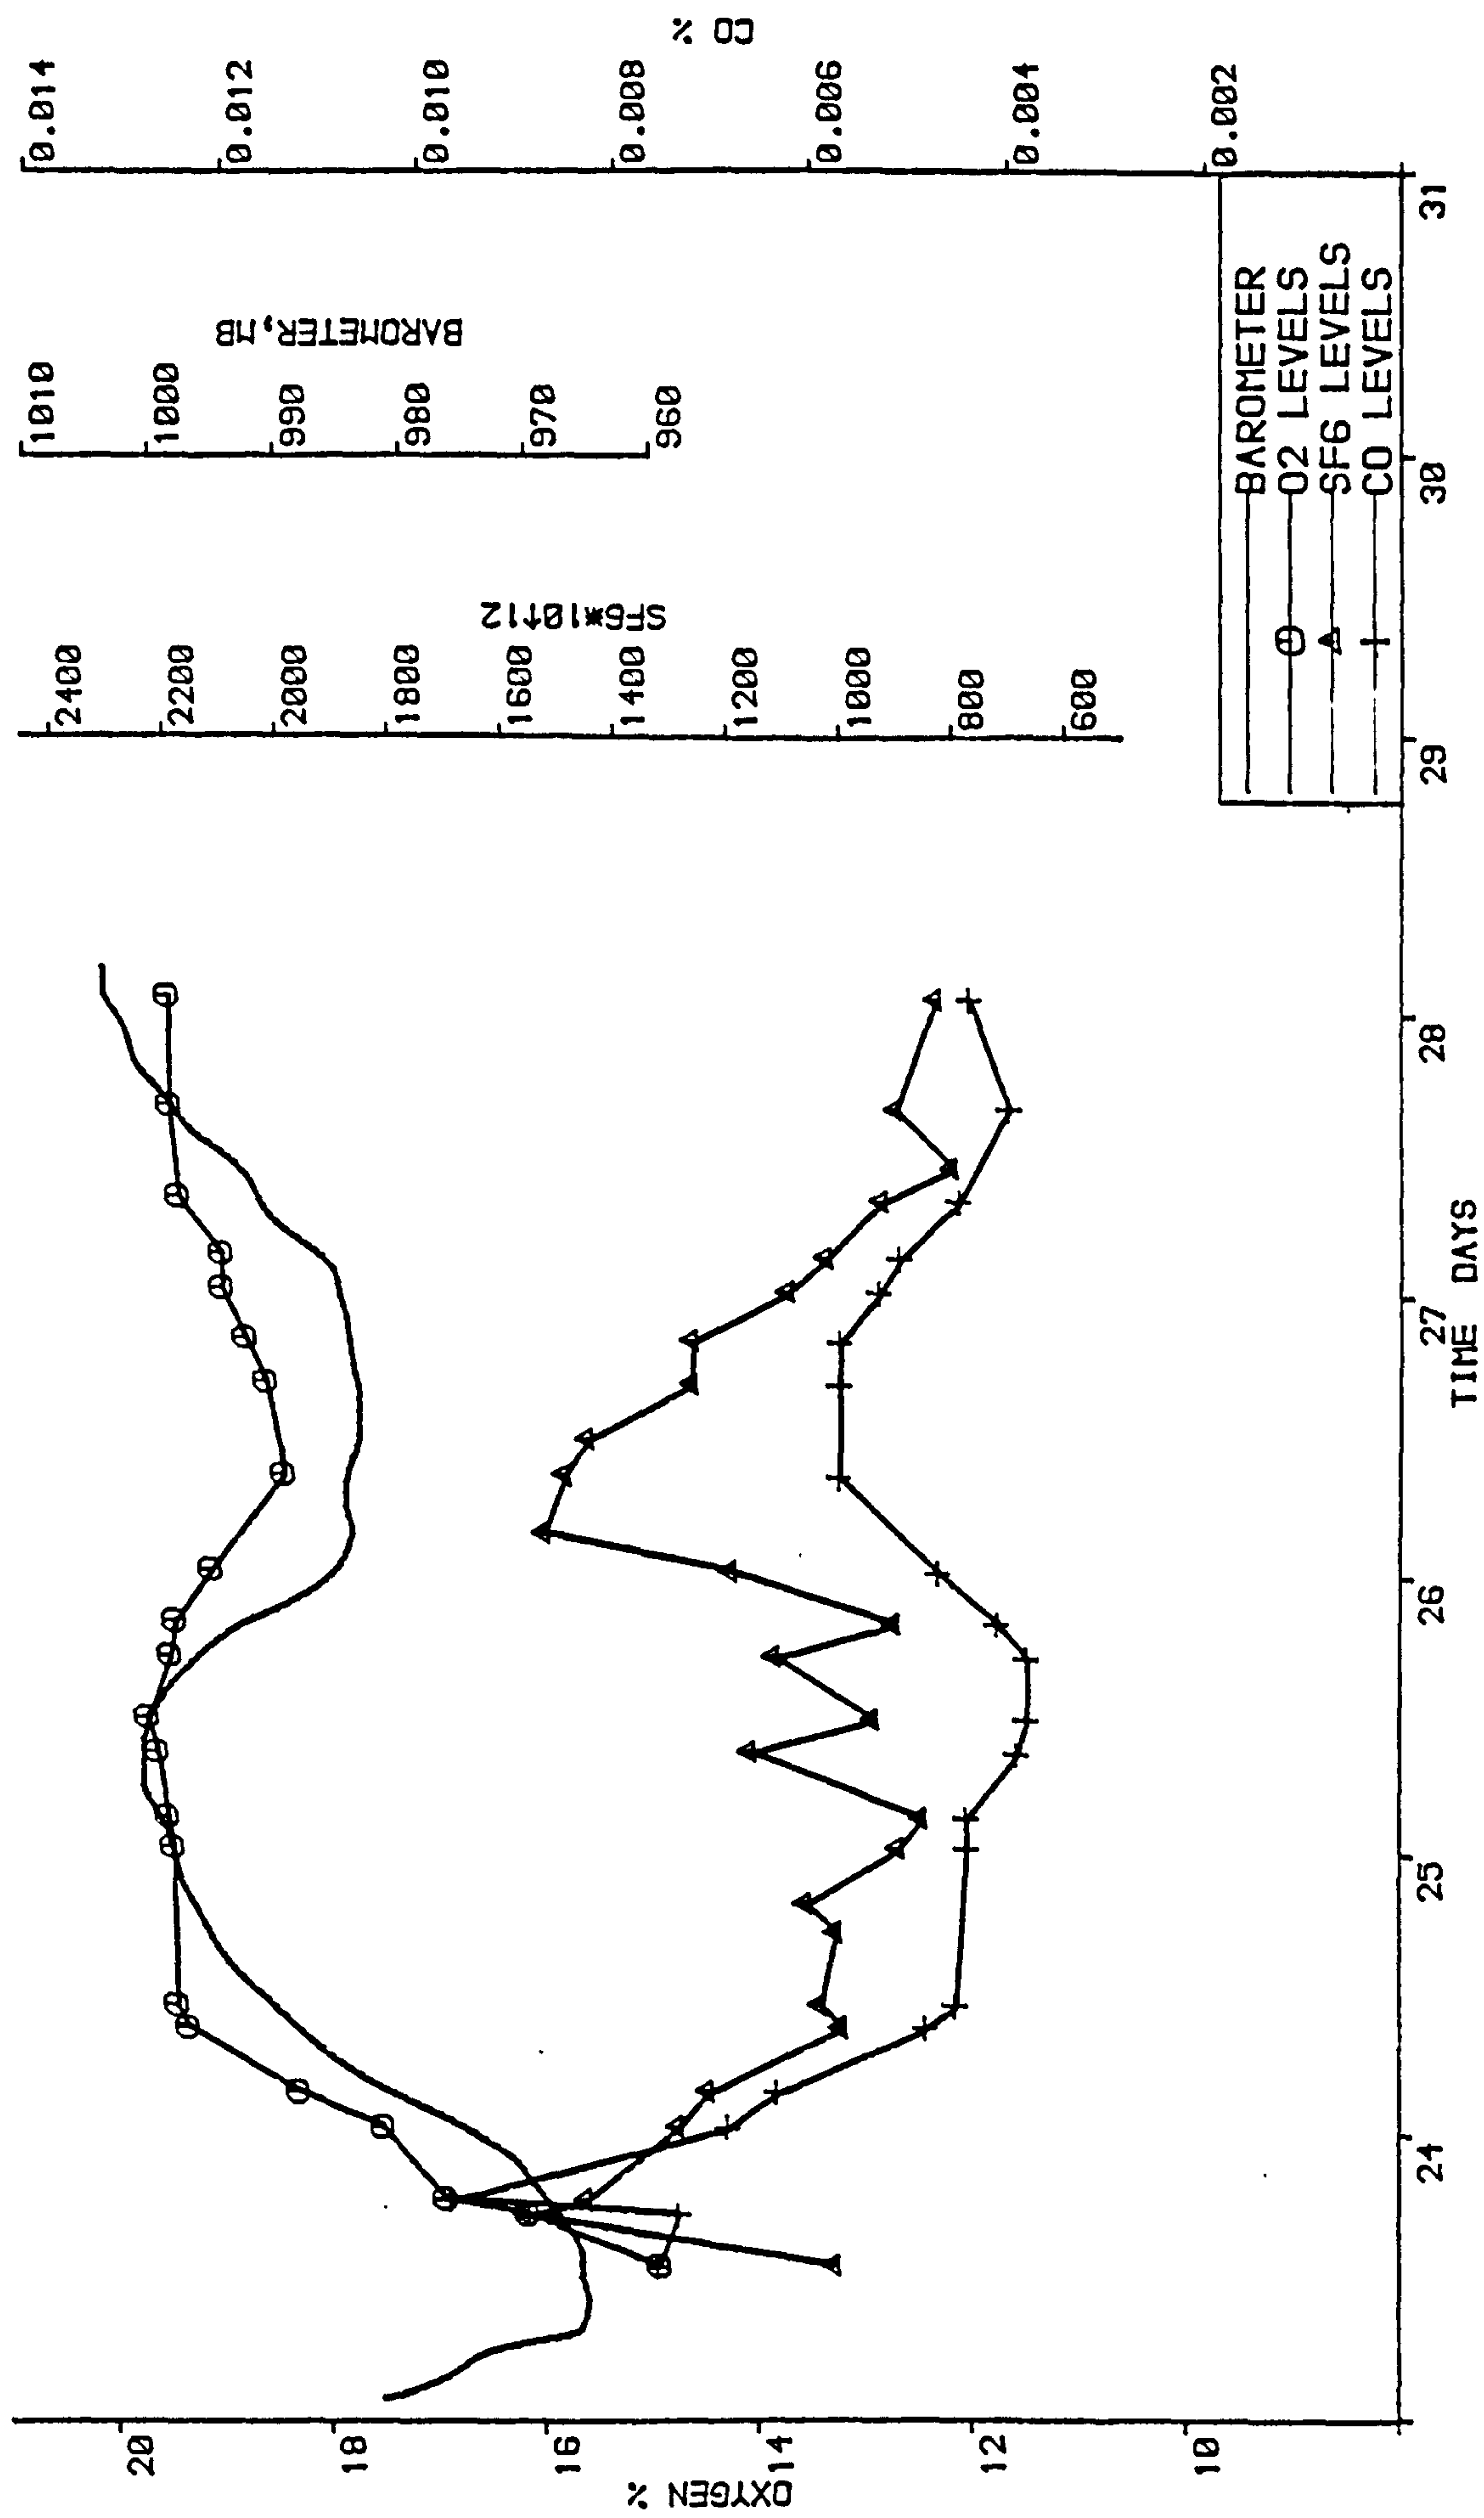 OXYGEN %
20
18
16
14
12
10
SF6*10↑12
2400
2200
2000
1800
1600
1400
1200
1000
800
600
BAROMETER,MB
1010
1000
990
980
970
960
CO %
0.014
0.012
0.010
0.008
0.006
0.004
0.002
BAROMETER
O2 LEVELS
SF6 LEVELS
CO LEVELS
24 25 26 27 28 29 30 31
TIME DAYS